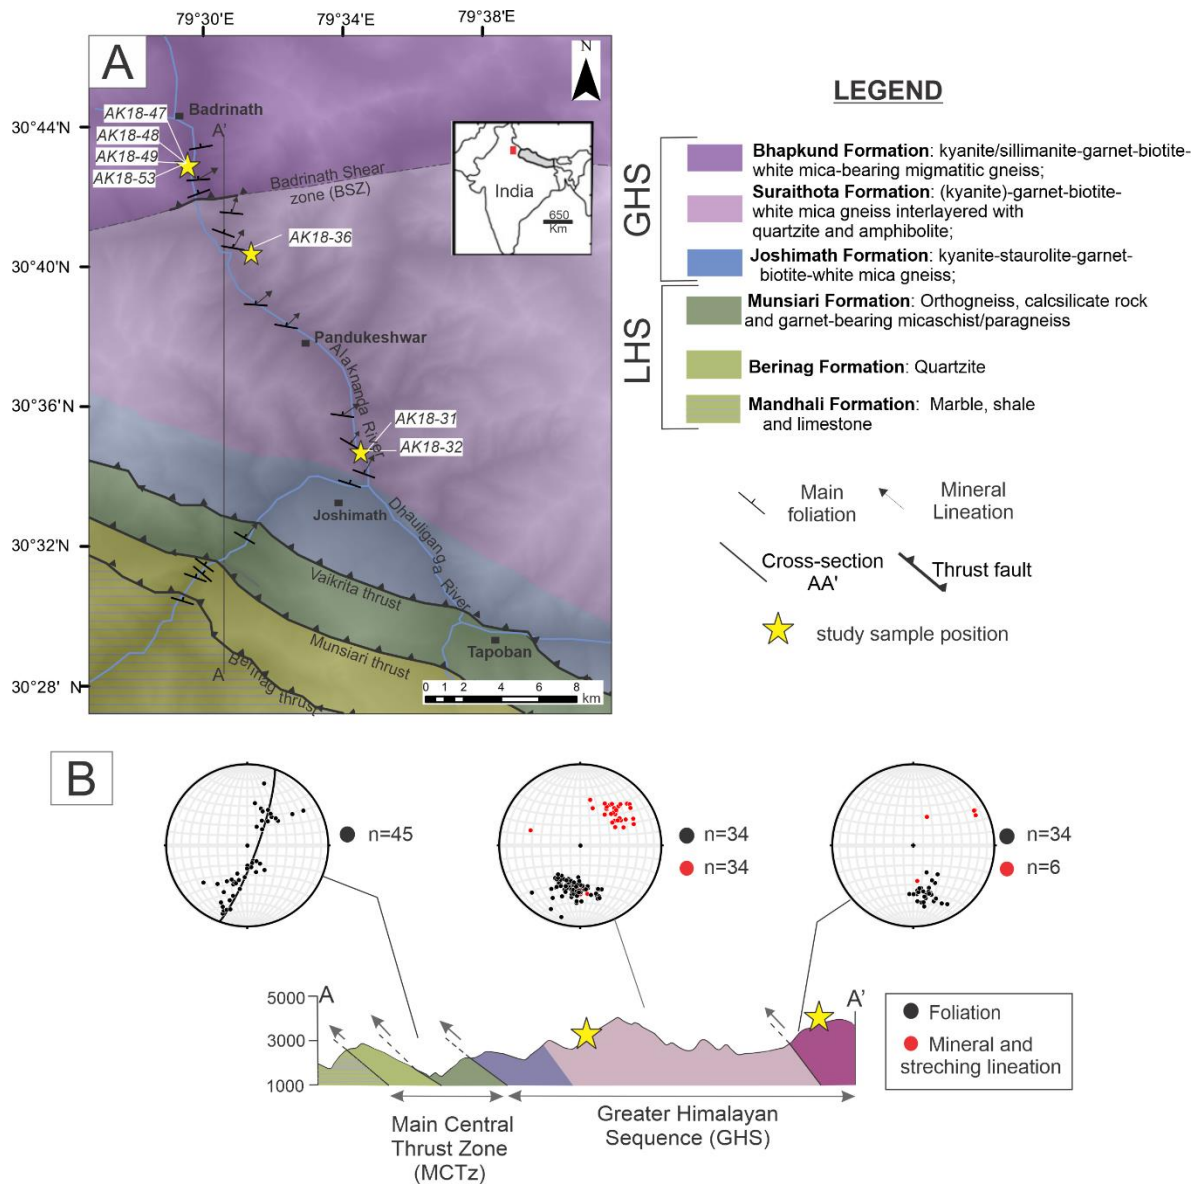 79°30'E
79°34'E
79°38'E
A
N
30°44'N
30°40'N
30°36'N
30°32'N
30°28' N
AK18-47
AK18-48
AK18-49
AK18-53
Badrinath
A'
Badrinath Shear
zone (BSZ)
AK18-36
India
650
Km
Pandukeshwar
Alaknanda River
AK18-31
AK18-32
Joshimath
Dhauliganga River
Vaikrita thrust
Munsiari thrust
Berinag thrust
A
Tapoban
0 1 2 4 6 8
km
LEGEND
GHS
Bhapkund Formation: kyanite/sillimanite-garnet-biotite-
white mica-bearing migmatitic gneiss;
Suraithota Formation: (kyanite)-garnet-biotite-
white mica gneiss interlayered with
quartzite and amphibolite;
Joshimath Formation: kyanite-staurolite-garnet-
biotite-white mica gneiss;
LHS
Munsiari Formation: Orthogneiss, calcsilicate rock
and garnet-bearing micaschist/paragneiss
Berinag Formation: Quartzite
Mandhali Formation: Marble, shale
and limestone
Main
foliation
Mineral
Lineation
Cross-section
AA'
Thrust fault
study sample position
B
n=45
n=34
n=34
n=34
n=6
5000
3000
1000
A
A'
Main Central
Thrust Zone
(MCTz)
Greater Himalayan
Sequence (GHS)
Foliation
Mineral and
streching lineation